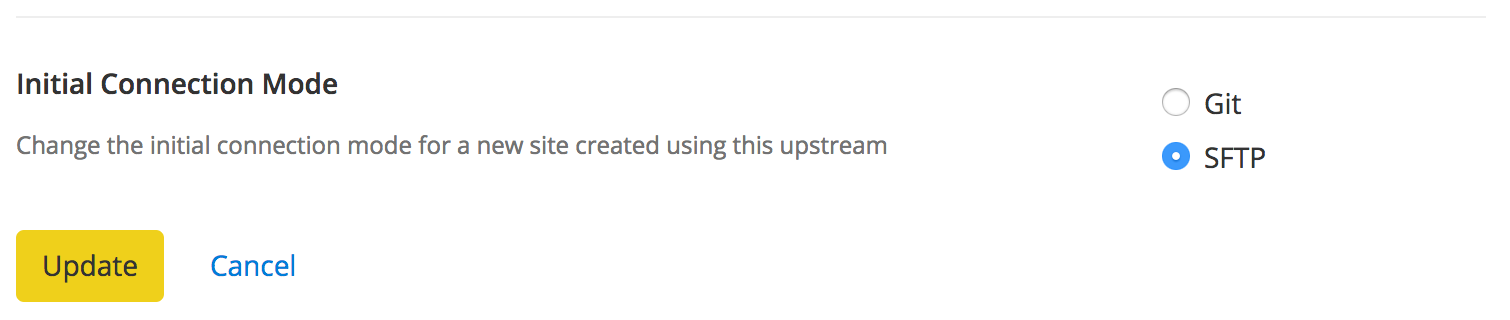 Initial Connection Mode
Change the initial connection mode for a new site created using this upstream
Git
SFTP
Update
Cancel